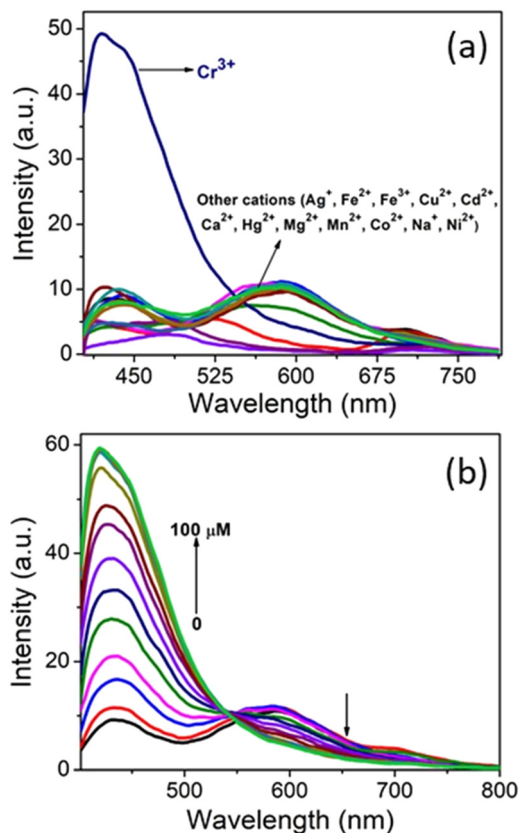 (a)
50
40
30
20
10
0
Intensity (a.u.)
Cr³⁺
Other cations (Ag⁺, Fe²⁺, Fe³⁺, Cu²⁺, Cd²⁺,
Ca²⁺, Hg²⁺, Mg²⁺, Mn²⁺, Co²⁺, Na⁺, Ni²⁺)
450 525 600 675 750
Wavelength (nm)
(b)
60
40
20
0
Intensity (a.u.)
100 μM
0
500 600 700 800
Wavelength (nm)